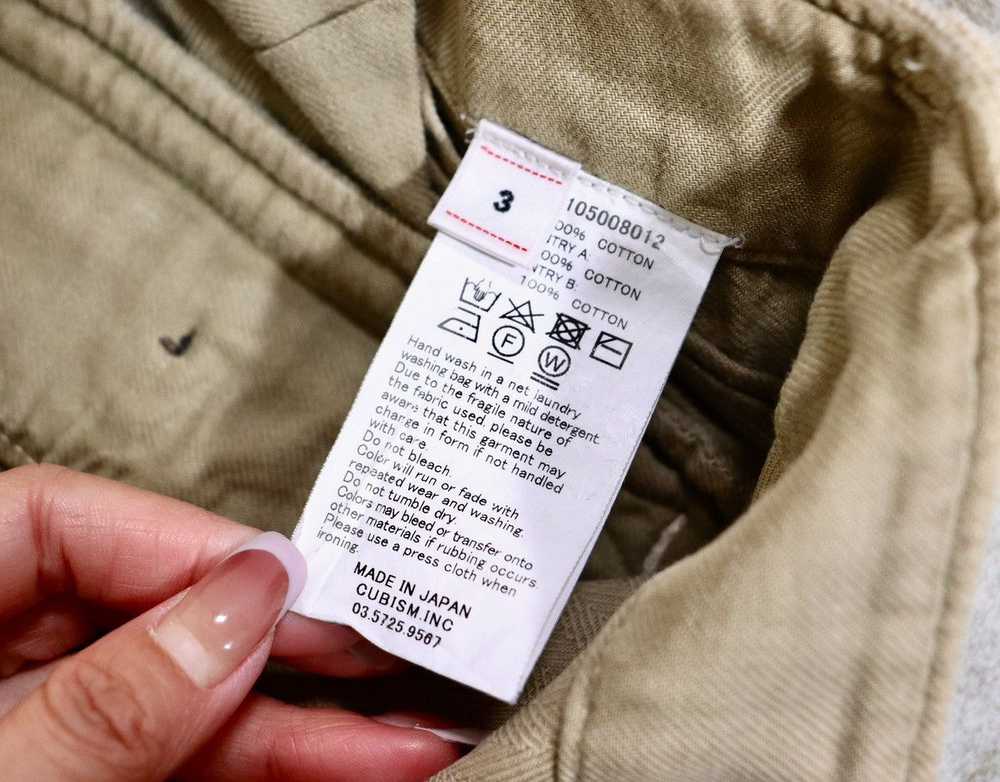 3
105008012
100% COTTON
100% COTTON
B:
100% COTTON
F
W
Hand wash in a net laundry
washing bag with a mild detergent.
Due to the fragile nature of
the fabric used, please be
aware that this garment may
change in form if not handled
with care.
Do not bleach.
Color will run or fade with
repeated wear and washing.
Do not tumble dry.
Colors may bleed or transfer onto
other materials if rubbing occurs.
Please use a press cloth when
ironing.
MADE IN JAPAN
CUBISM.INC
03.5725.9567